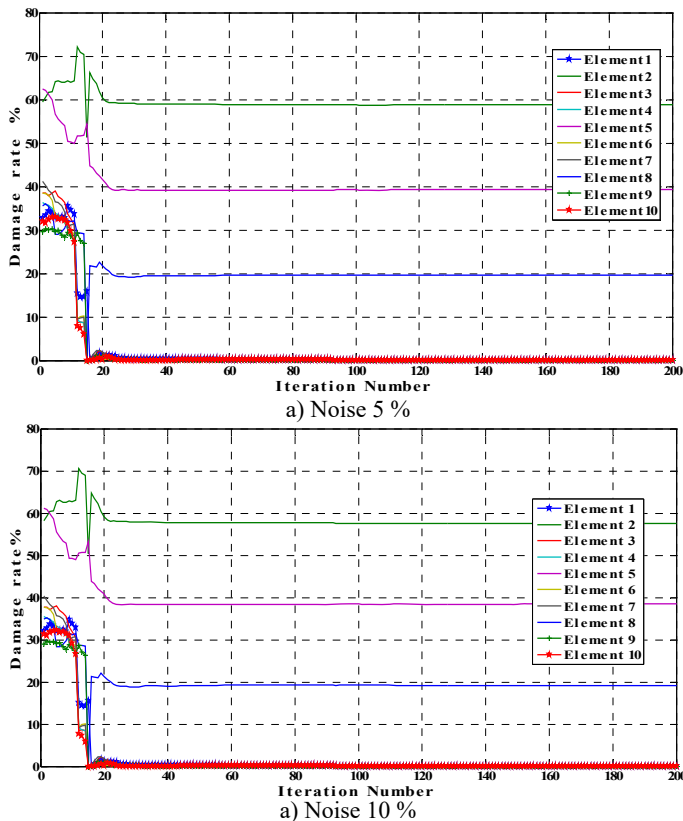 80
70
60
50
40
30
20
10
0
Damage rate %
Element 1
Element 2
Element 3
Element 4
Element 5
Element 6
Element 7
Element 8
Element 9
Element 10
0 20 40 60 80 100 120 140 160 180 200
Iteration Number
a) Noise 5 %
80
70
60
50
40
30
20
10
0
Damage rate%
Element 1
Element 2
Element 3
Element 4
Element 5
Element 6
Element 7
Element 8
Element 9
Element 10
0 20 40 60 80 100 120 140 160 180 200
Iteration Number
a) Noise 10 %